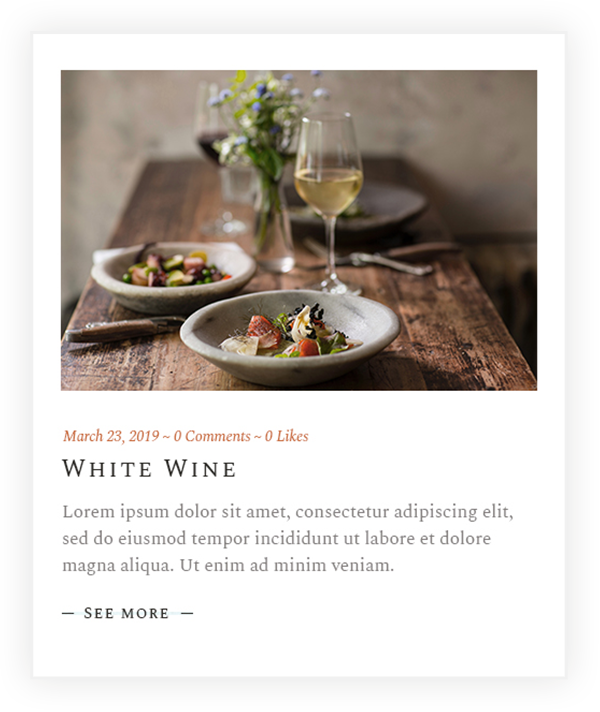 March 23, 2019 ~ 0 Comments ~ 0 Likes
White Wine
Lorem ipsum dolor sit amet, consectetur adipiscing elit,
sed do eiusmod tempor incididunt ut labore et dolore
magna aliqua. Ut enim ad minim veniam.
— See more —